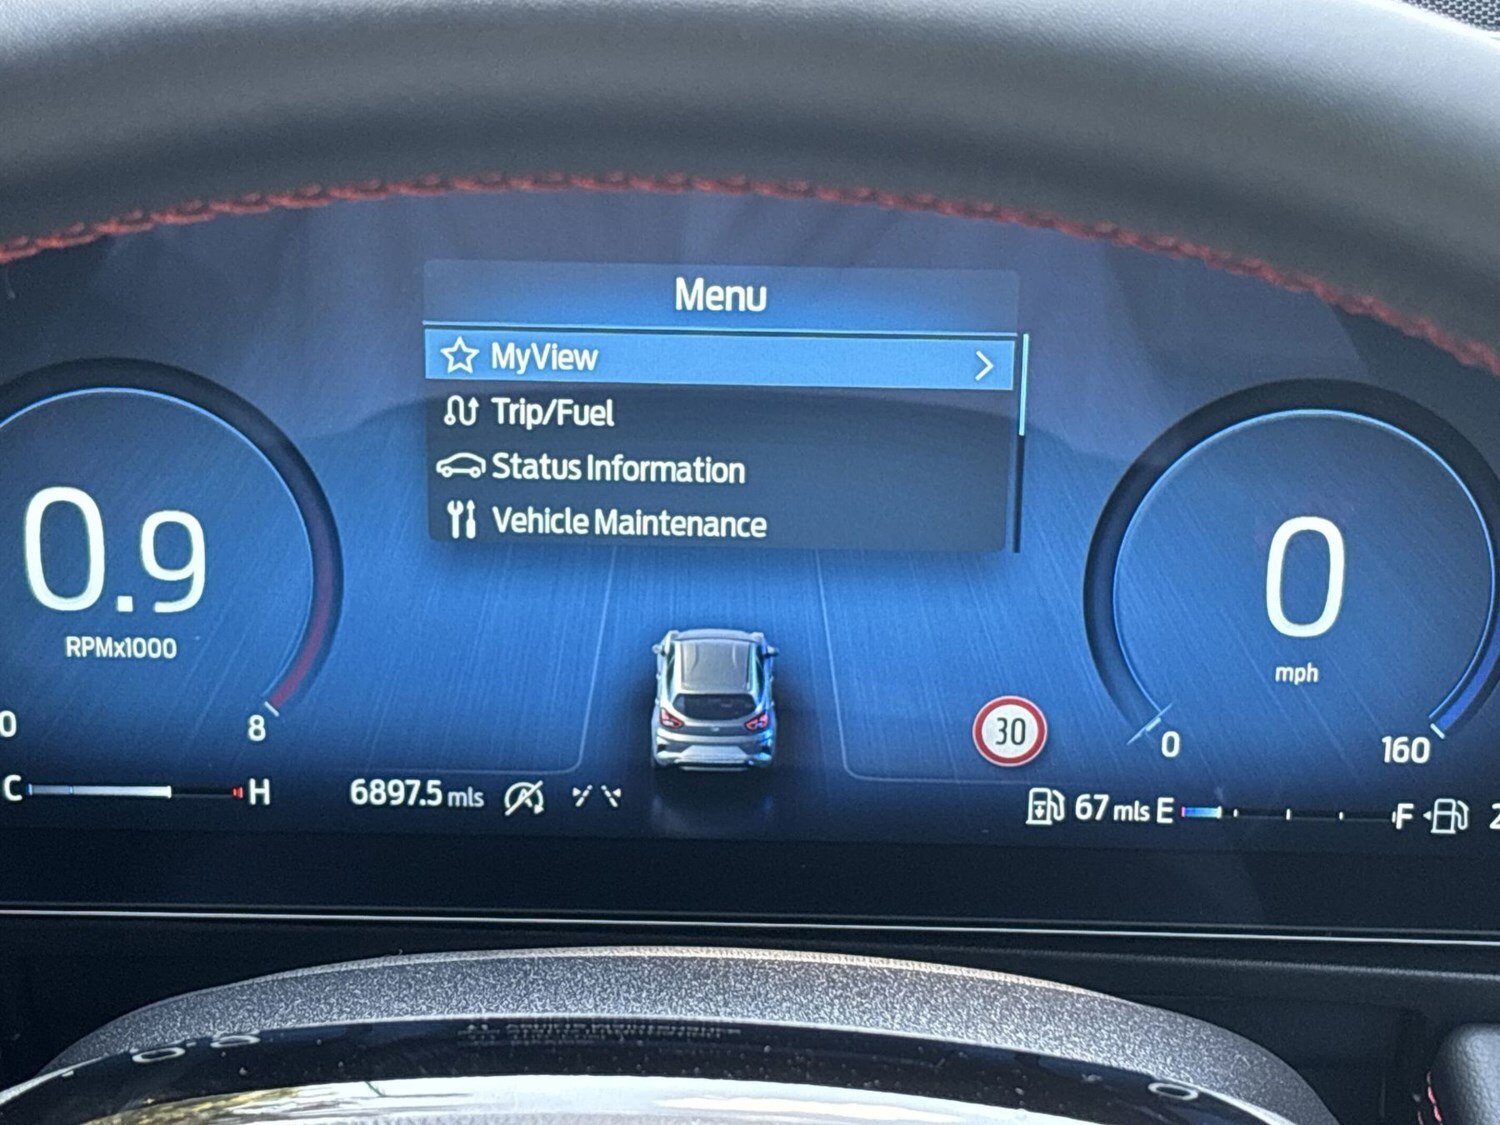 Menu
MyView
Trip/Fuel
Status Information
Vehicle Maintenance
0.9
RPMx1000
0
8
C
H
6897.5 mls
30
0
mph
0
160
67 mls E
F